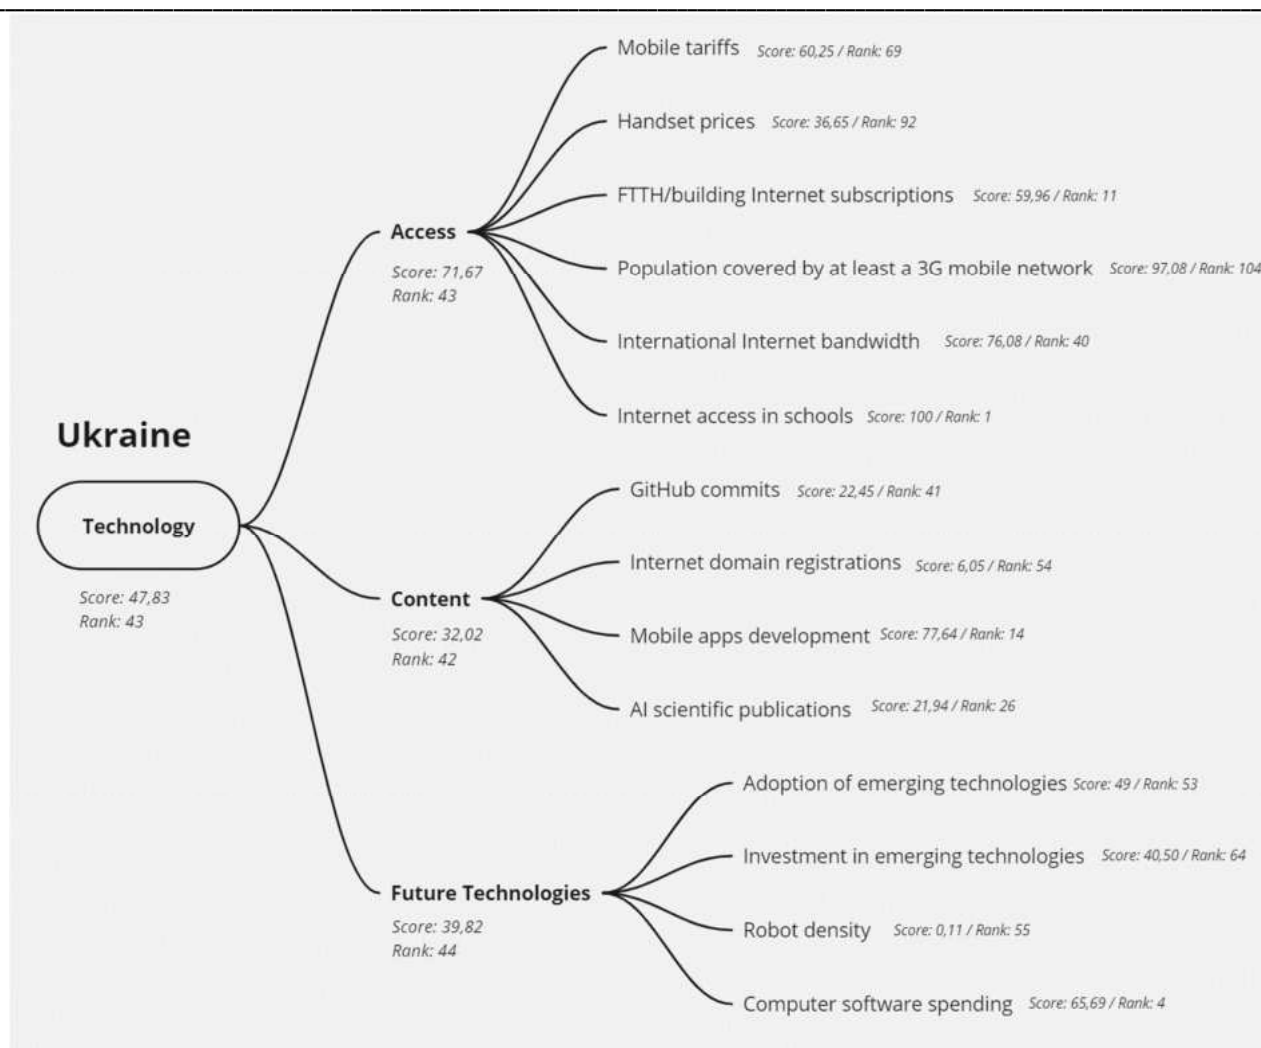 Mobile tariffs Score: 60,25 / Rank: 69
Handset prices Score: 36,65 / Rank: 92
FTTH/building Internet subscriptions Score: 59,96 / Rank: 11
Access
Score: 71,67
Rank: 43
Population covered by at least a 3G mobile network Score: 97,08 / Rank: 104
International Internet bandwidth Score: 76,08 / Rank: 40
Internet access in schools Score: 100 / Rank: 1
Ukraine
Technology
Score: 47,83
Rank: 43
GitHub commits Score: 22,45 / Rank: 41
Internet domain registrations Score: 6,05 / Rank: 54
Content
Score: 32,02
Rank: 42
Mobile apps development Score: 77,64 / Rank: 14
AI scientific publications Score: 21,94 / Rank: 26
Adoption of emerging technologies Score: 49 / Rank: 53
Investment in emerging technologies Score: 40,50 / Rank: 64
Future Technologies
Score: 39,82
Rank: 44
Robot density Score: 0,11 / Rank: 55
Computer software spending Score: 65,69 / Rank: 4